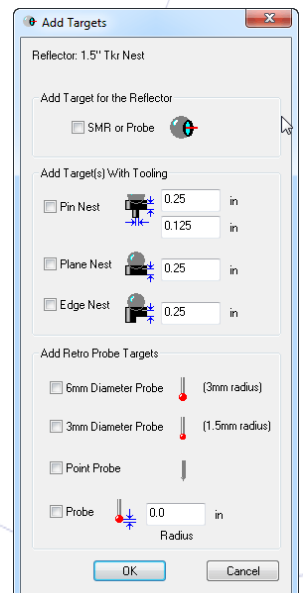 Add Targets
Reflector: 1.5" Tkr Nest
Add Target for the Reflector
SMR or Probe
Add Target(s) With Tooling
Pin Nest 0.25 in
0.125 in
Plane Nest 0.25 in
Edge Nest 0.25 in
Add Retro Probe Targets
6mm Diameter Probe (3mm radius)
3mm Diameter Probe (1.5mm radius)
Point Probe
Probe 0.0 in
Radius
OK Cancel